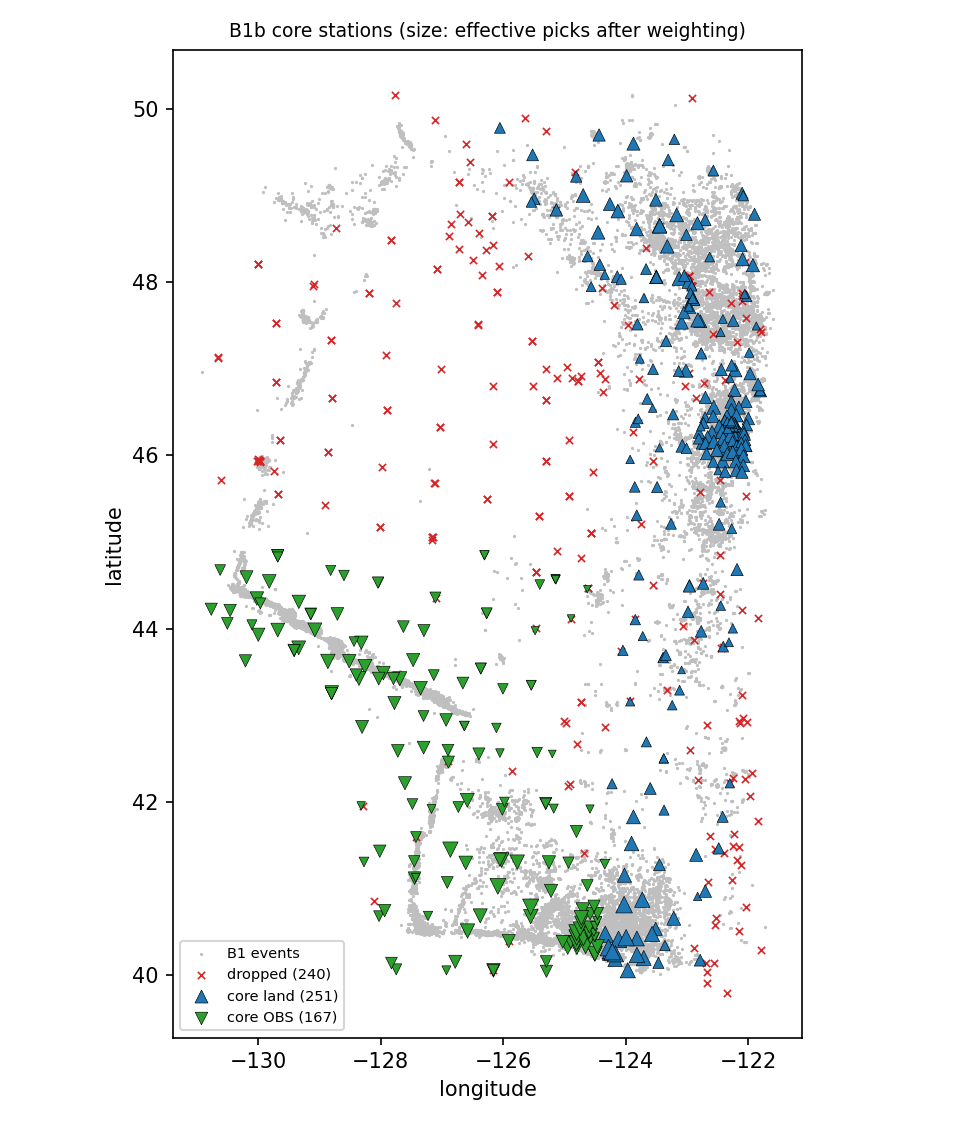 B1b core stations (size: effective picks after weighting)
50
48
46
44
42
40
latitude
B1 events
dropped (240)
core land (251)
core OBS (167)
−130
−128
−126
−124
−122
longitude